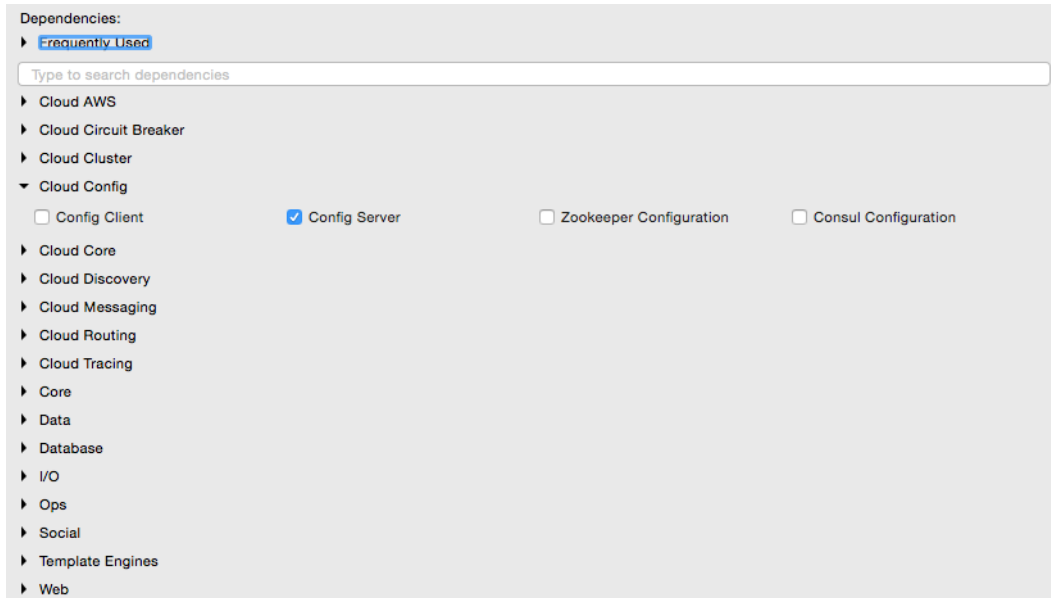 Dependencies:
Frequently Used
Type to search dependencies
Cloud AWS
Cloud Circuit Breaker
Cloud Cluster
Cloud Config
Config Client Config Server Zookeeper Configuration Consul Configuration
Cloud Core
Cloud Discovery
Cloud Messaging
Cloud Routing
Cloud Tracing
Core
Data
Database
I/O
Ops
Social
Template Engines
Web